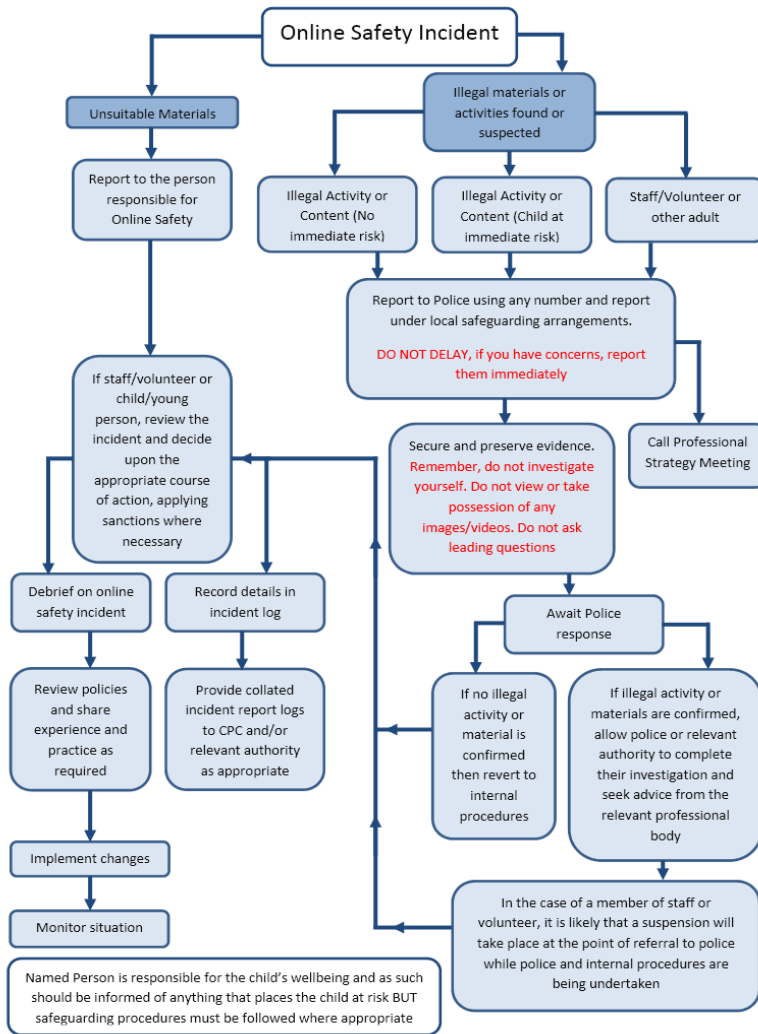 Online Safety Incident
Unsuitable Materials
Illegal materials or
activities found or
suspected
Report to the person
responsible for
Online Safety
Illegal Activity or
Content (No
immediate risk)
Illegal Activity or
Content (Child at
immediate risk)
Staff/Volunteer or
other adult
Report to Police using any number and report
under local safeguarding arrangements.
DO NOT DELAY, if you have concerns, report
them immediately
If staff/volunteer or
child/young
person, review the
incident and decide
upon the
appropriate course
of action, applying
sanctions where
necessary
Secure and preserve evidence.
Remember, do not investigate
yourself. Do not view or take
possession of any
images/videos. Do not ask
leading questions
Call Professional
Strategy Meeting
Debrief on online
safety incident
Record details in
incident log
Await Police
response
Review policies
and share
experience and
practice as
required
Provide collated
incident report logs
to CPC and/or
relevant authority
as appropriate
If no illegal
activity or
material is
confirmed
then revert to
internal
procedures
If illegal activity or
materials are confirmed,
allow police or relevant
authority to complete
their investigation and
seek advice from the
relevant professional
body
Implement changes
Monitor situation
In the case of a member of staff or
volunteer, it is likely that a suspension will
take place at the point of referral to police
while police and internal procedures are
being undertaken
Named Person is responsible for the child’s wellbeing and as such
should be informed of anything that places the child at risk BUT
safeguarding procedures must be followed where appropriate